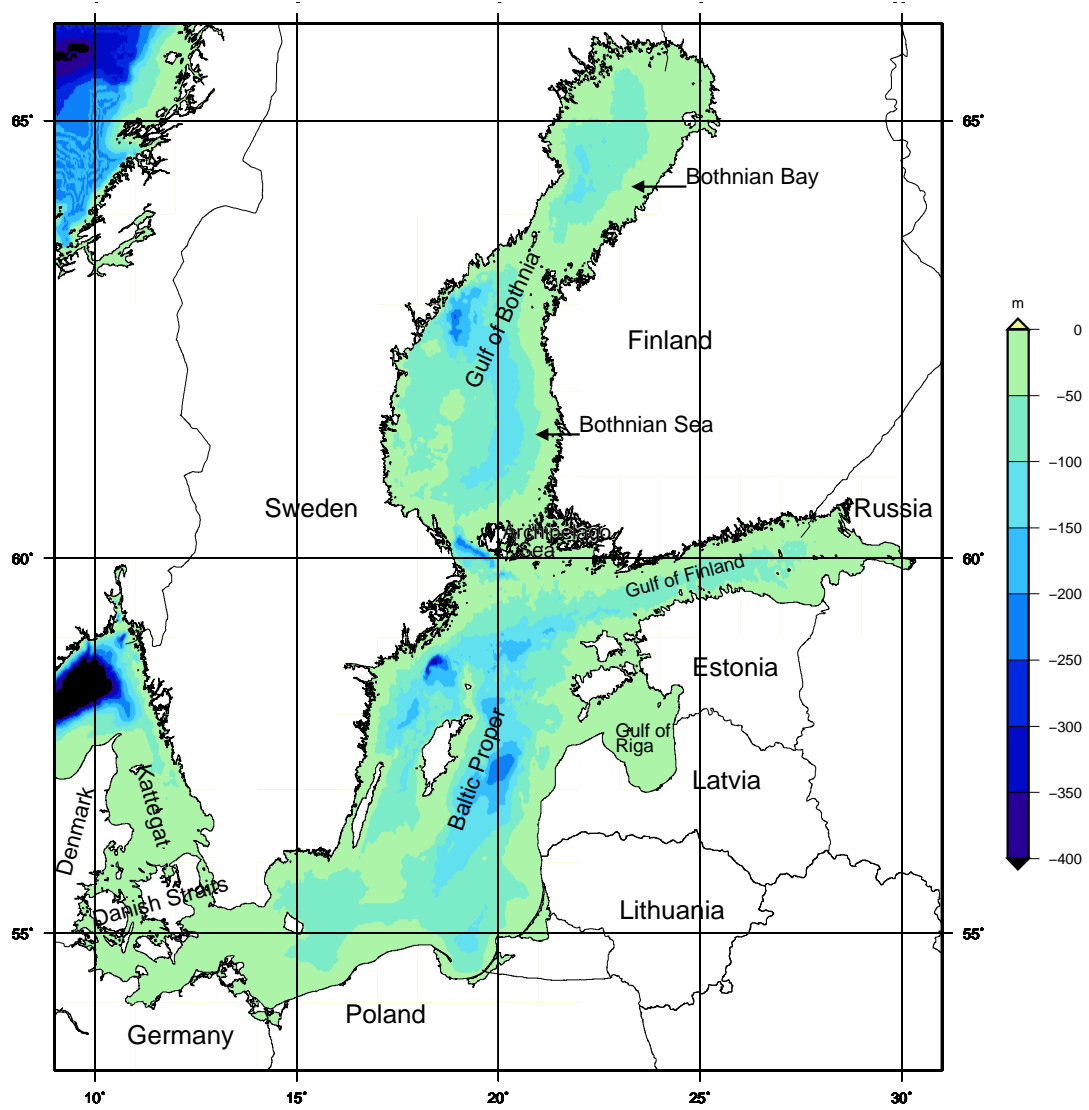 65°
65°
Bothnian Bay
Gulf of Bothnia
m
0
Finland
−50
Bothnian Sea
−100
Sweden
Russia
−150
Archipelago
Sea
60°
60°
Gulf of Finland
−200
−250
Estonia
−300
Gulf of
Riga
Baltic Proper
Latvia
−350
Kattegat
Denmark
−400
Danish Straits
Lithuania
55°
55°
Poland
Germany
10°
15°
20°
25°
30°